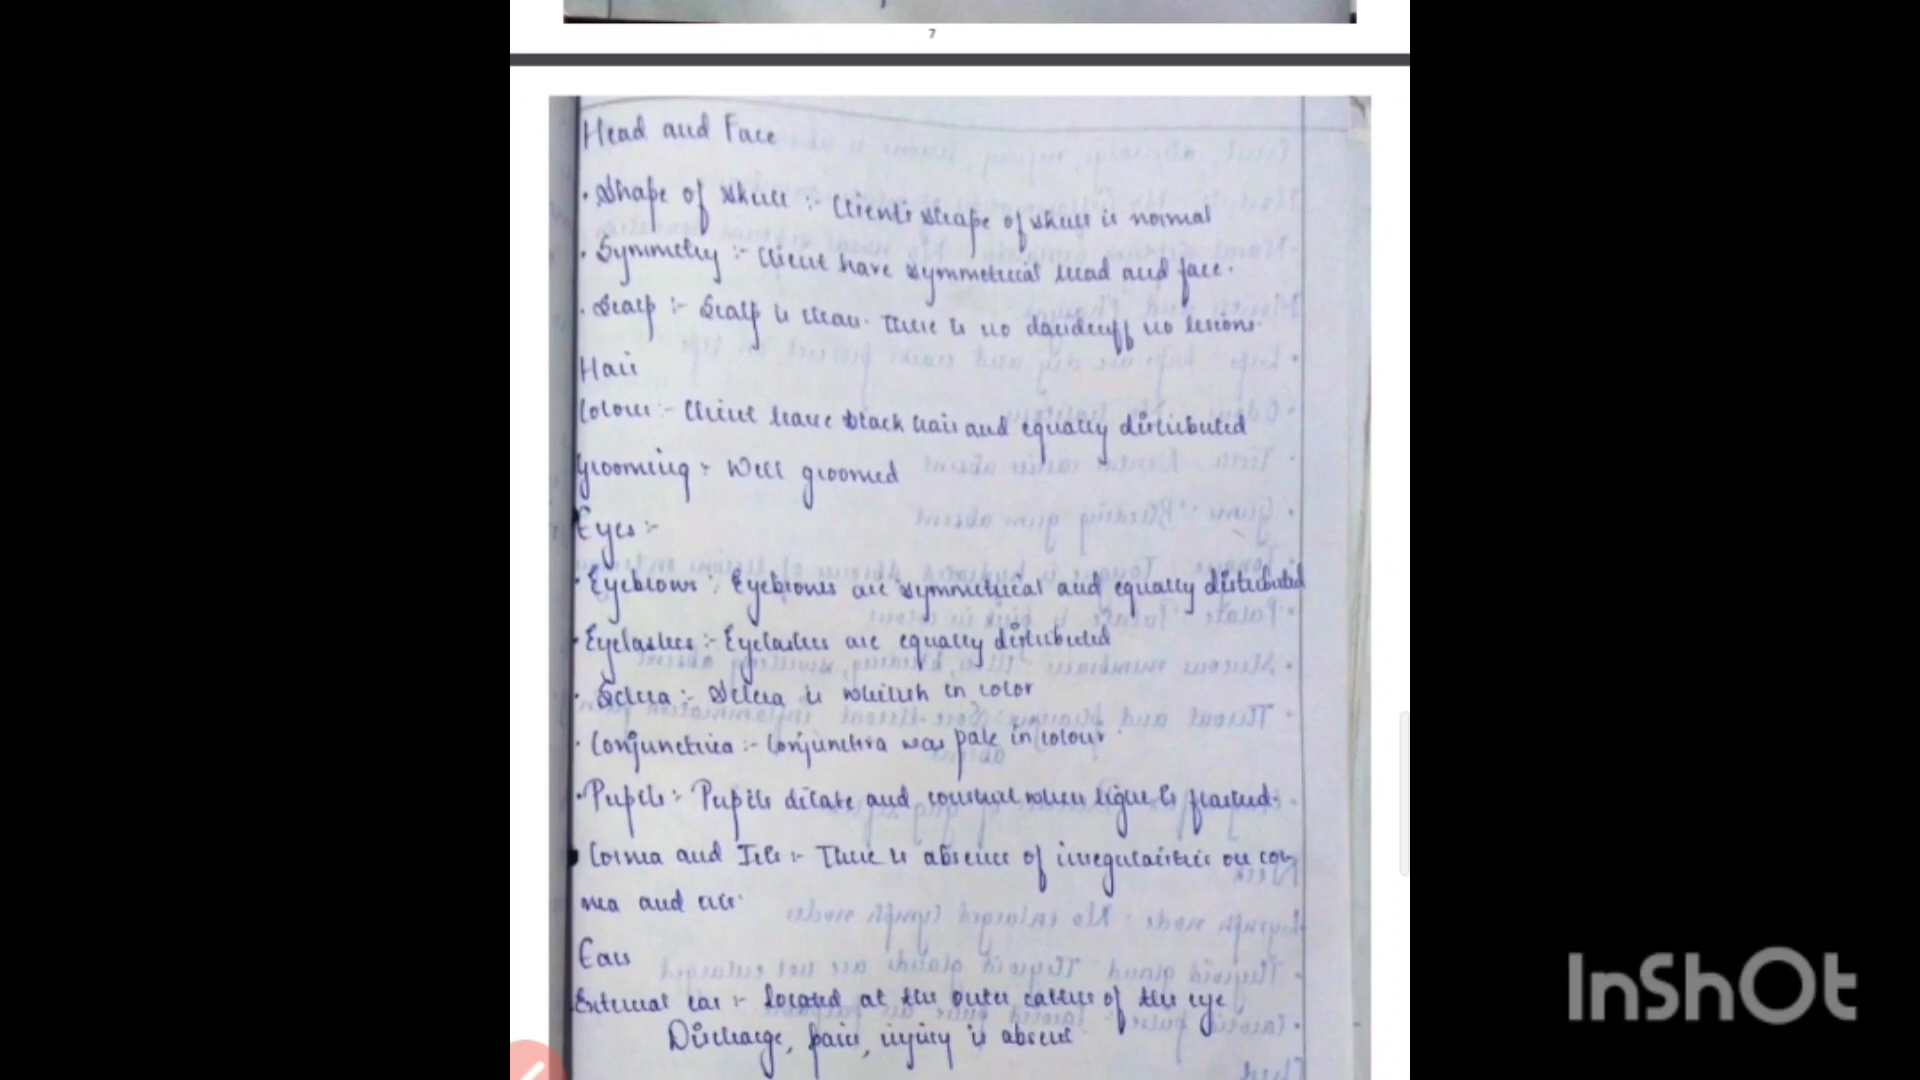 7
Head and Face
• Shape of skull :- Client's shape of skull is normal
• Symmetry :- Client have symmetrical head and face.
• Scalp :- Scalp is clean. There is no dandruff no lesions.
Hair
Colour :- Client have black hair and equally distributed
Grooming :- Well groomed
Eyes :-
• Eyebrows : Eyebrows are symmetrical and equally distributed
• Eyelashes :- Eyelashes are equally distributed
• Sclera :- Sclera is whitish in color
• Conjunctiva :- Conjunctiva was pale in colour.
• Pupils :- Pupils dilate and constrict when light is flashed.
• Cornea and Iris :- There is absence of irregularities on cor-
nea and iris.
Ears
External ear :- located at the outer of the eye
Discharge, pain, injury is absent
InShOt